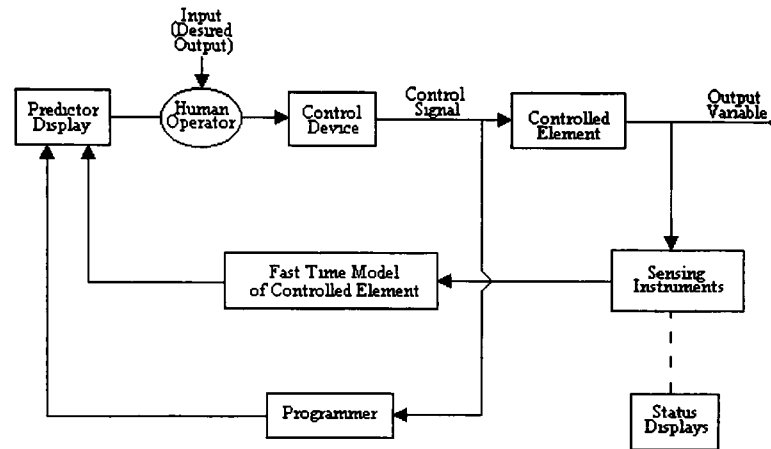 Input
(Desired
Output)
Predictor
Display
Human
Operator
Control
Device
Control
Signal
Controlled
Element
Output
Variable
Fast Time Model
of Controlled Element
Sensing
Instruments
Programmer
Status
Displays